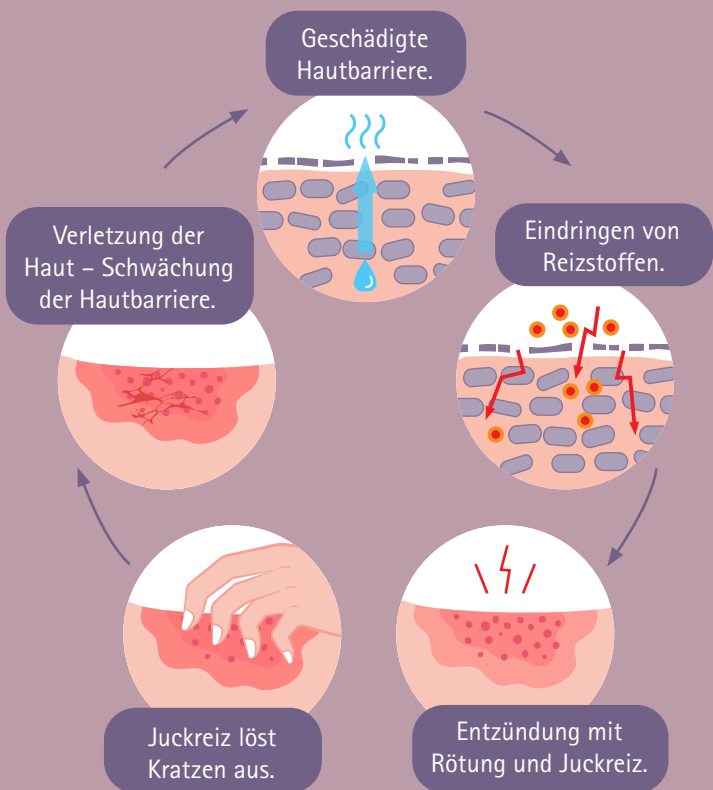 Geschädigte
Hautbarriere.
Eindringen von
Reizstoffen.
Entzündung mit
Rötung und Juckreiz.
Juckreiz löst
Kratzen aus.
Verletzung der
Haut – Schwächung
der Hautbarriere.